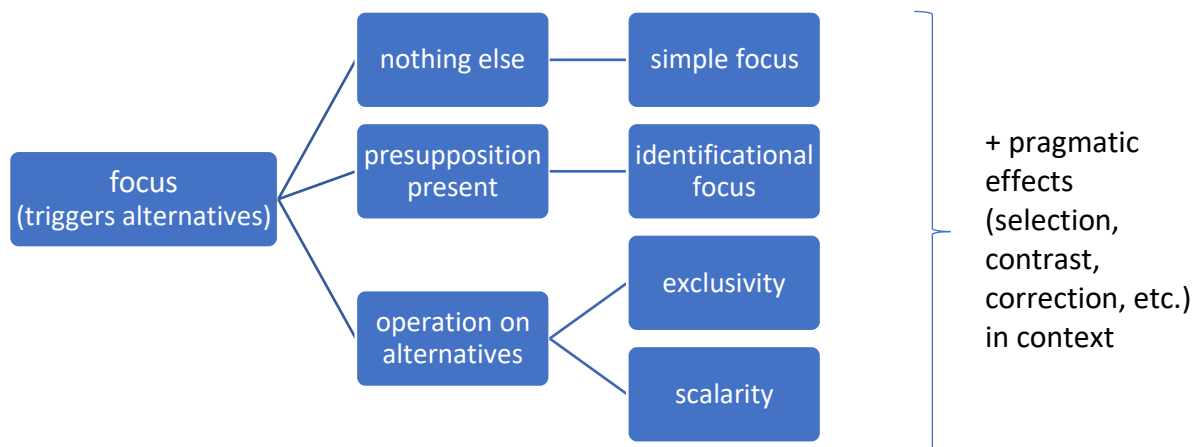 focus
(triggers alternatives)
nothing else
simple focus
presupposition
present
identificational
focus
operation on
alternatives
exclusivity
scalarity
+ pragmatic
effects
(selection,
contrast,
correction, etc.)
in context